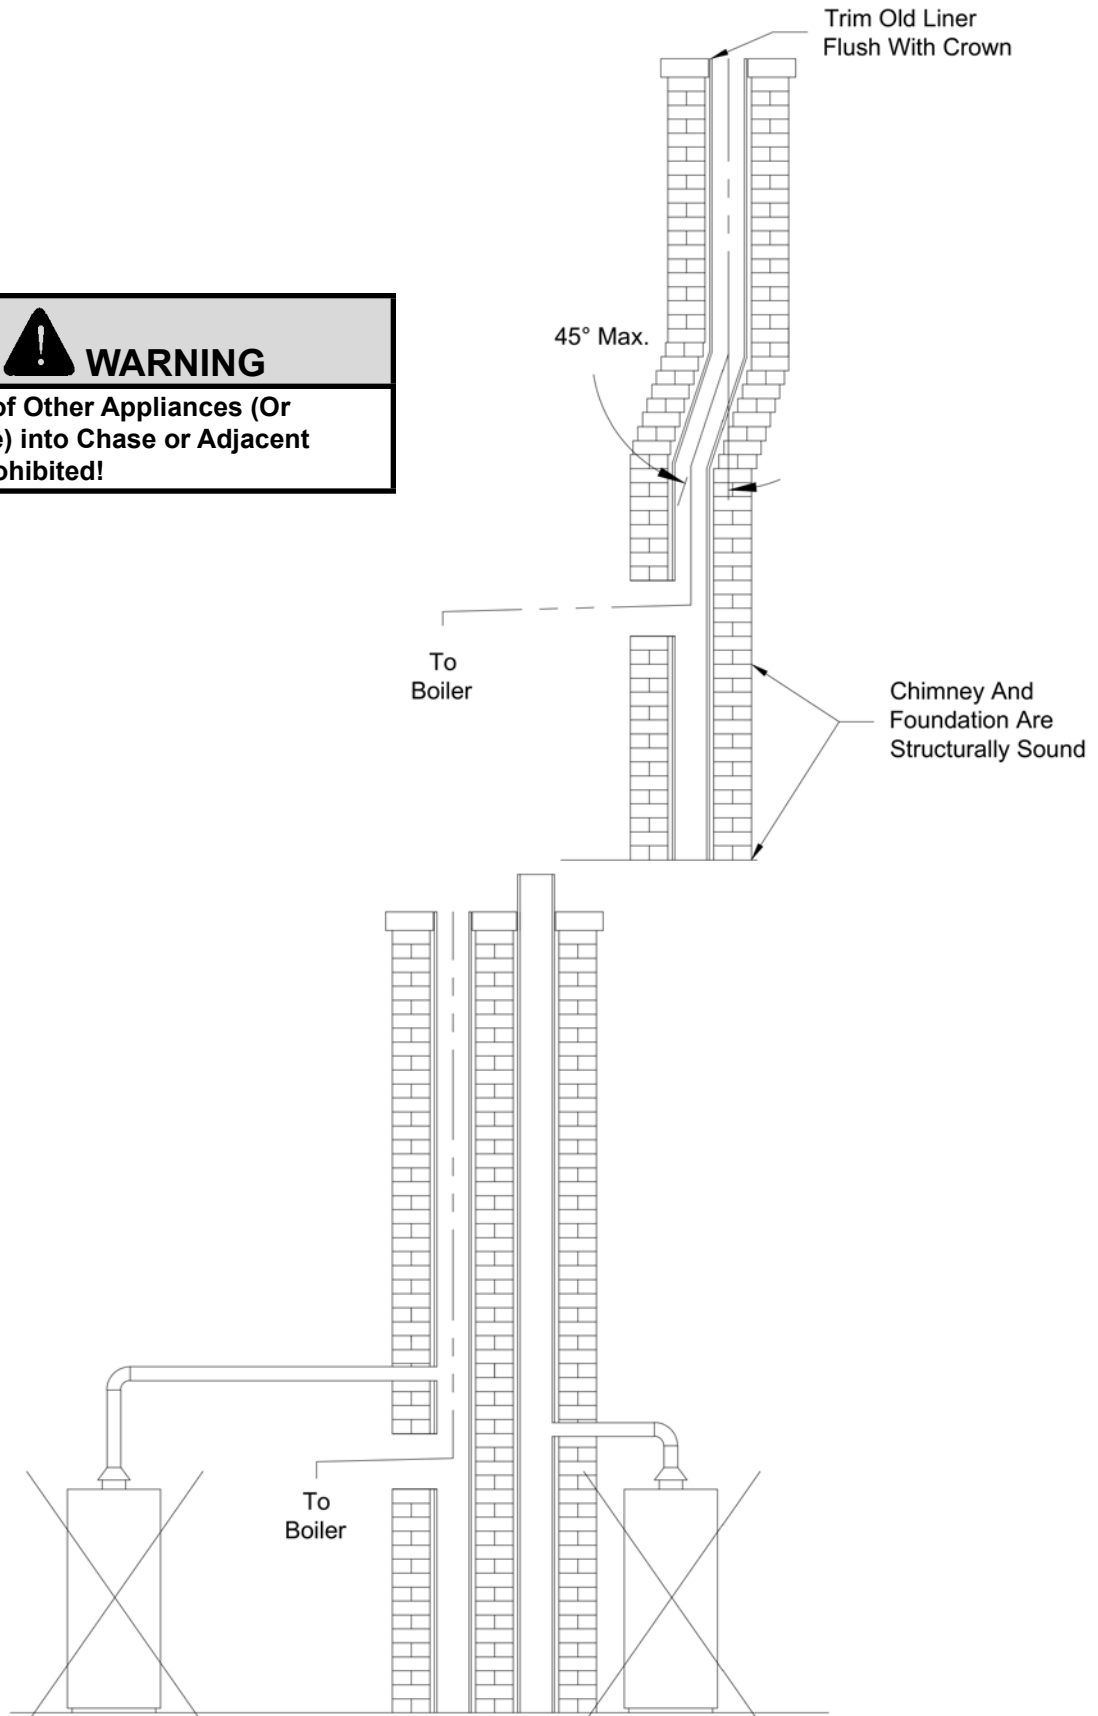 Trim Old Liner
Flush With Crown
45° Max.
WARNING
of Other Appliances (Or
) into Chase or Adjacent
To
Boiler
Chimney And
Foundation Are
Structurally Sound
To
Boiler